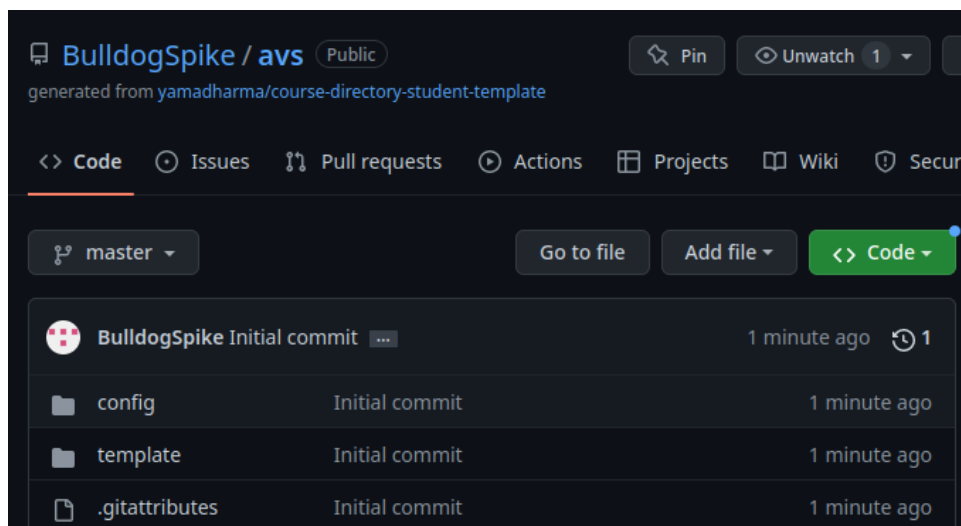 BulldogSpike / avs Public Pin Unwatch 1
generated from yamadharma/course-directory-student-template
<> Code Issues Pull requests Actions Projects Wiki Secur
master Go to file Add file <> Code
BulldogSpike Initial commit ... 1 minute ago 1
config Initial commit 1 minute ago
template Initial commit 1 minute ago
.gitattributes Initial commit 1 minute ago